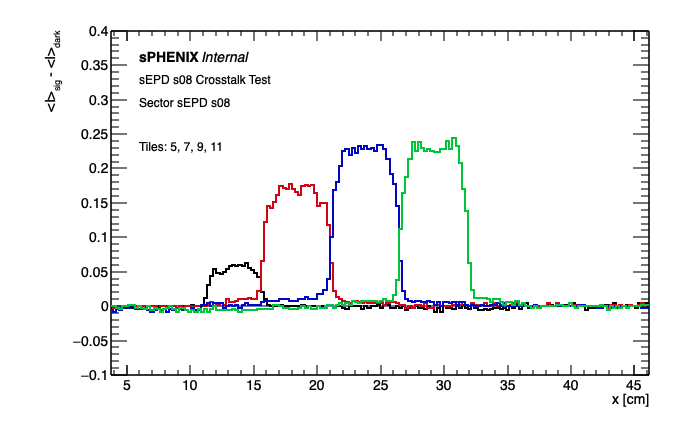 <I>sig - <I>dark
0.4
0.35
0.3
0.25
0.2
0.15
0.1
0.05
0
−0.05
−0.1
sPHENIX Internal
sEPD s08 Crosstalk Test
Sector sEPD s08
Tiles: 5, 7, 9, 11
5 10 15 20 25 30 35 40 45
x [cm]